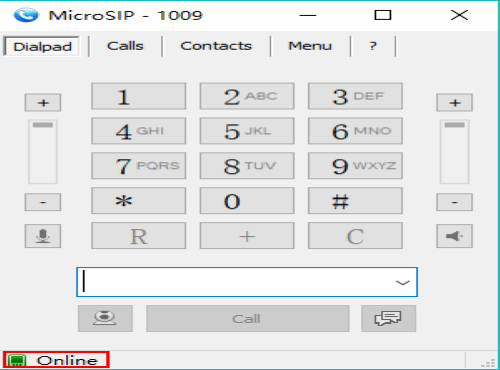 MicroSIP - 1009
Dialpad Calls Contacts Menu ?
+ 1 2 ABC 3 DEF +
4 GHI 5 JKL 6 MNO
7 PQRS 8 TUV 9 WXYZ
- * 0 # -
R + C
Call
Online